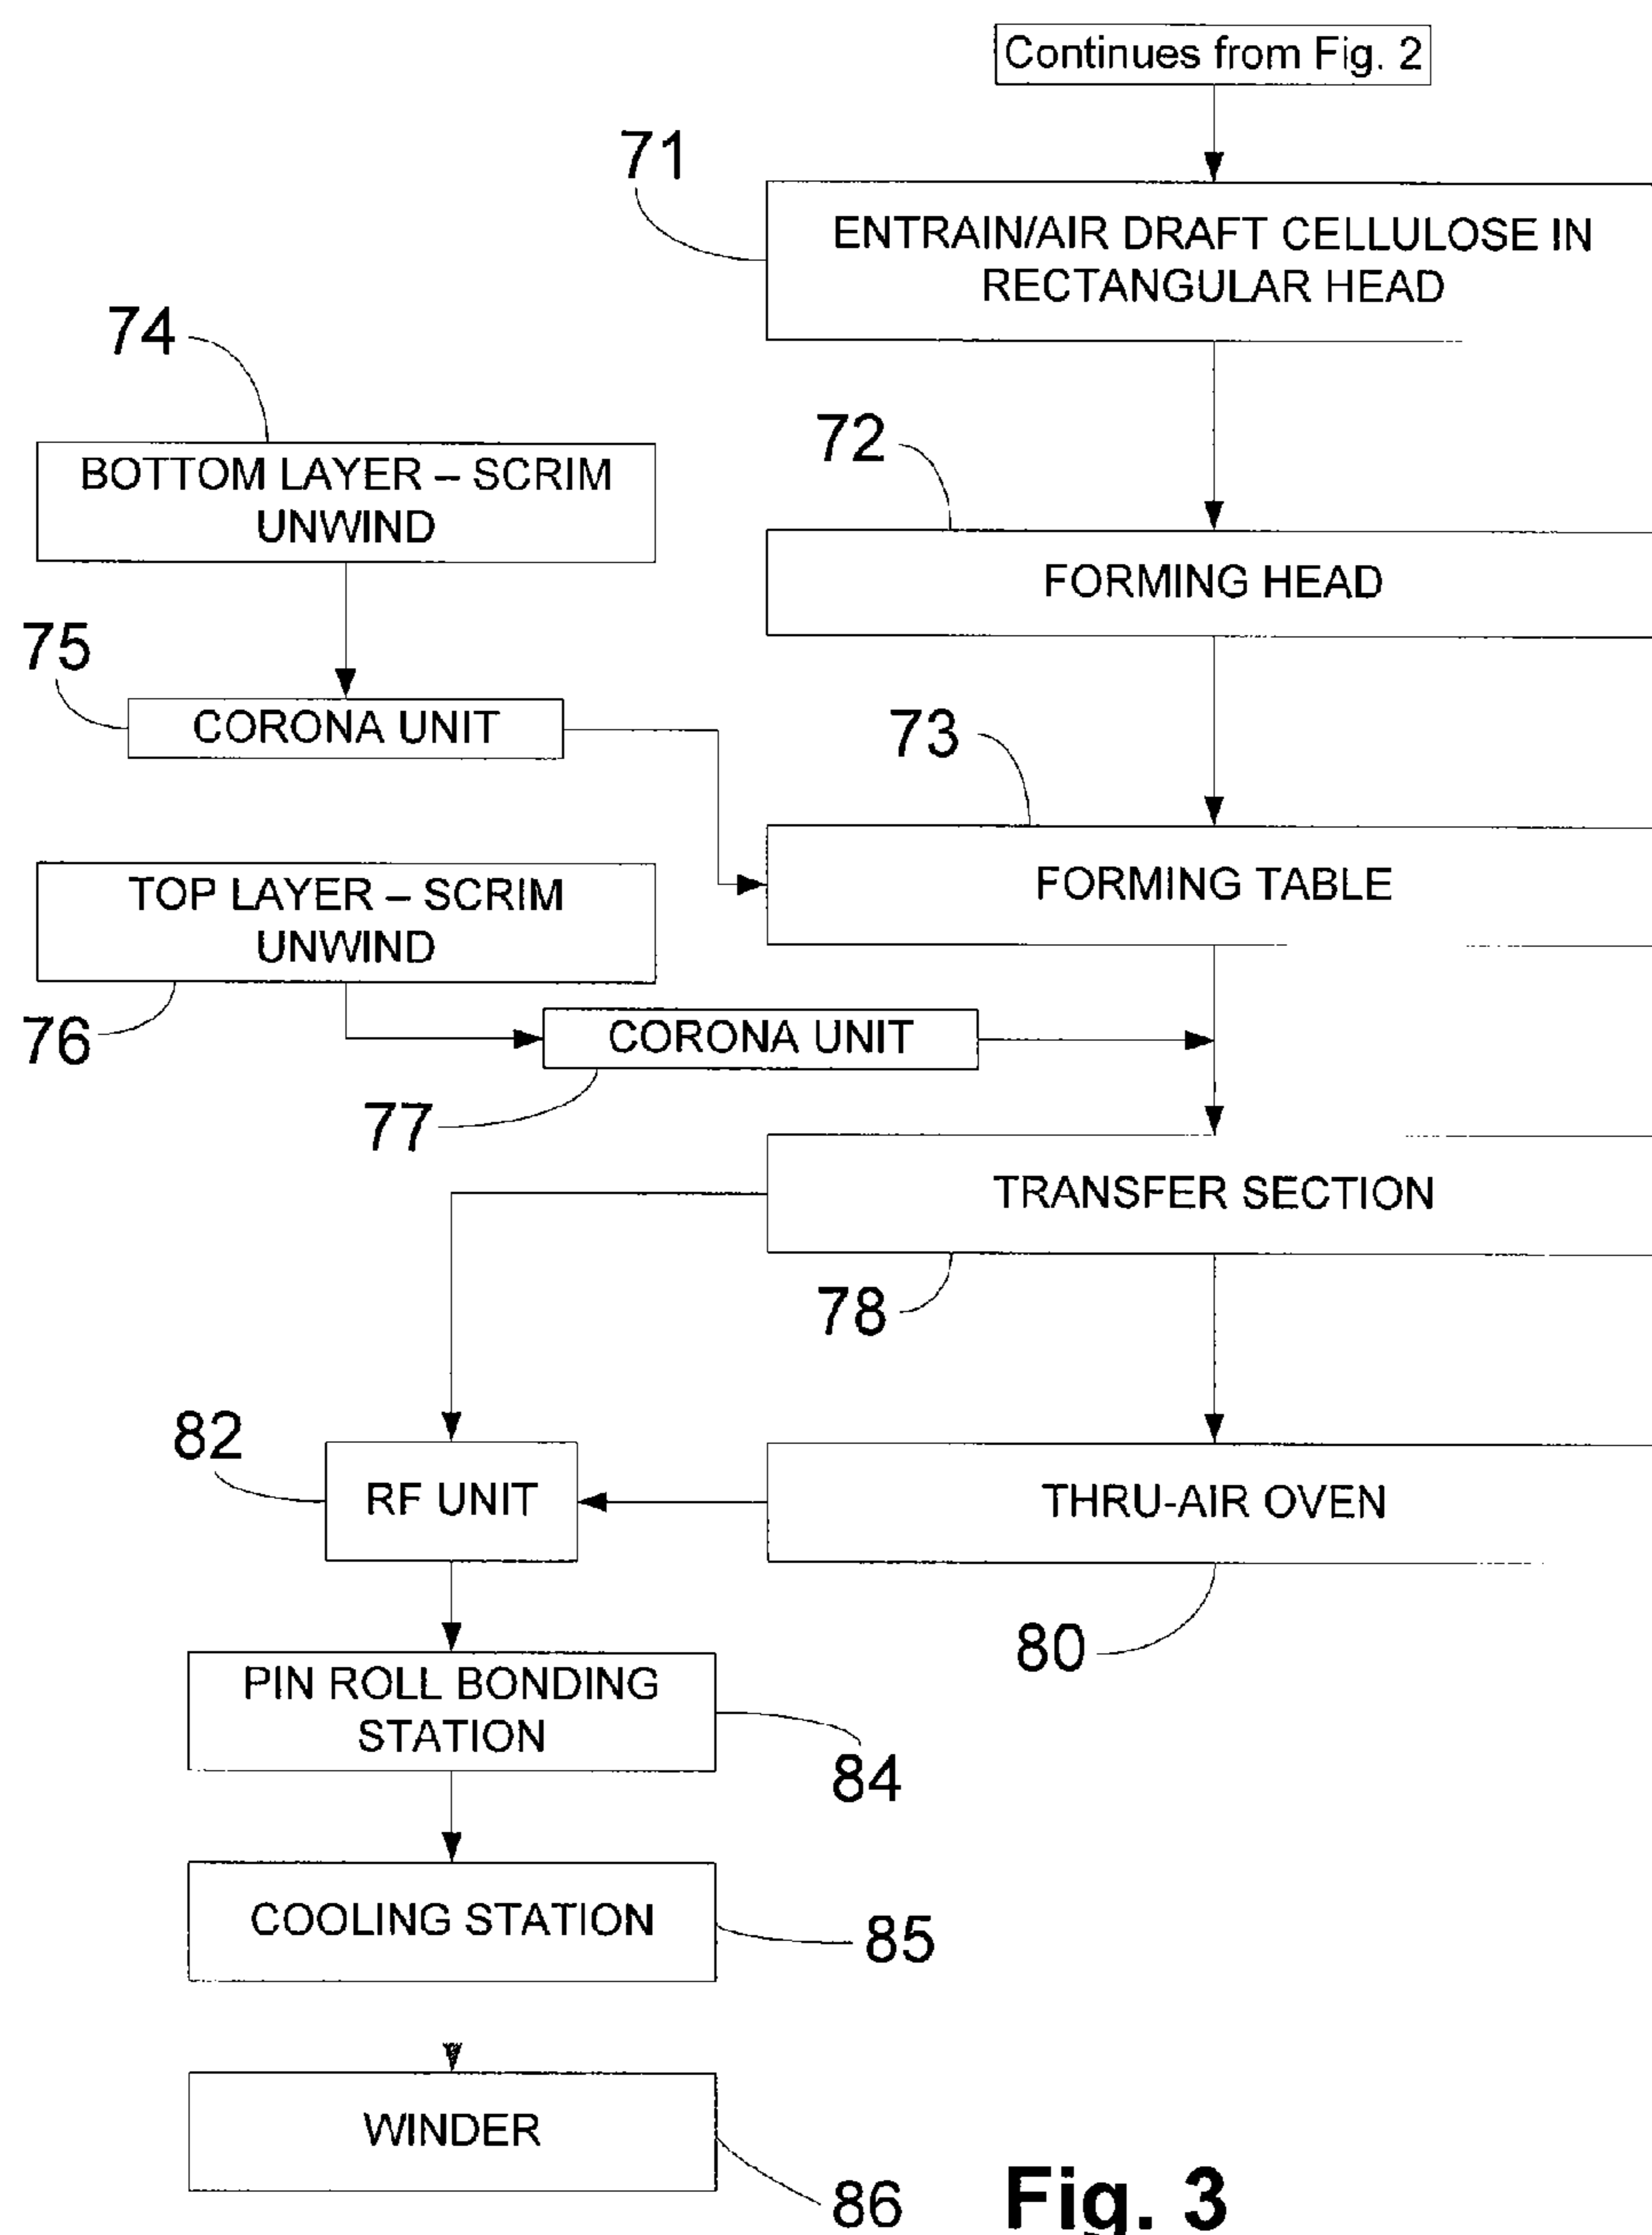 Continues from Fig. 2
71
ENTRAIN/AIR DRAFT CELLULOSE IN
RECTANGULAR HEAD
74
72
BOTTOM LAYER – SCRIM
UNWIND
FORMING HEAD
75
CORONA UNIT
73
TOP LAYER – SCRIM
UNWIND
FORMING TABLE
76
CORONA UNIT
77
TRANSFER SECTION
78
82
RF UNIT
THRU-AIR OVEN
80
PIN ROLL BONDING
STATION
84
COOLING STATION
85
WINDER
86
Fig. 3